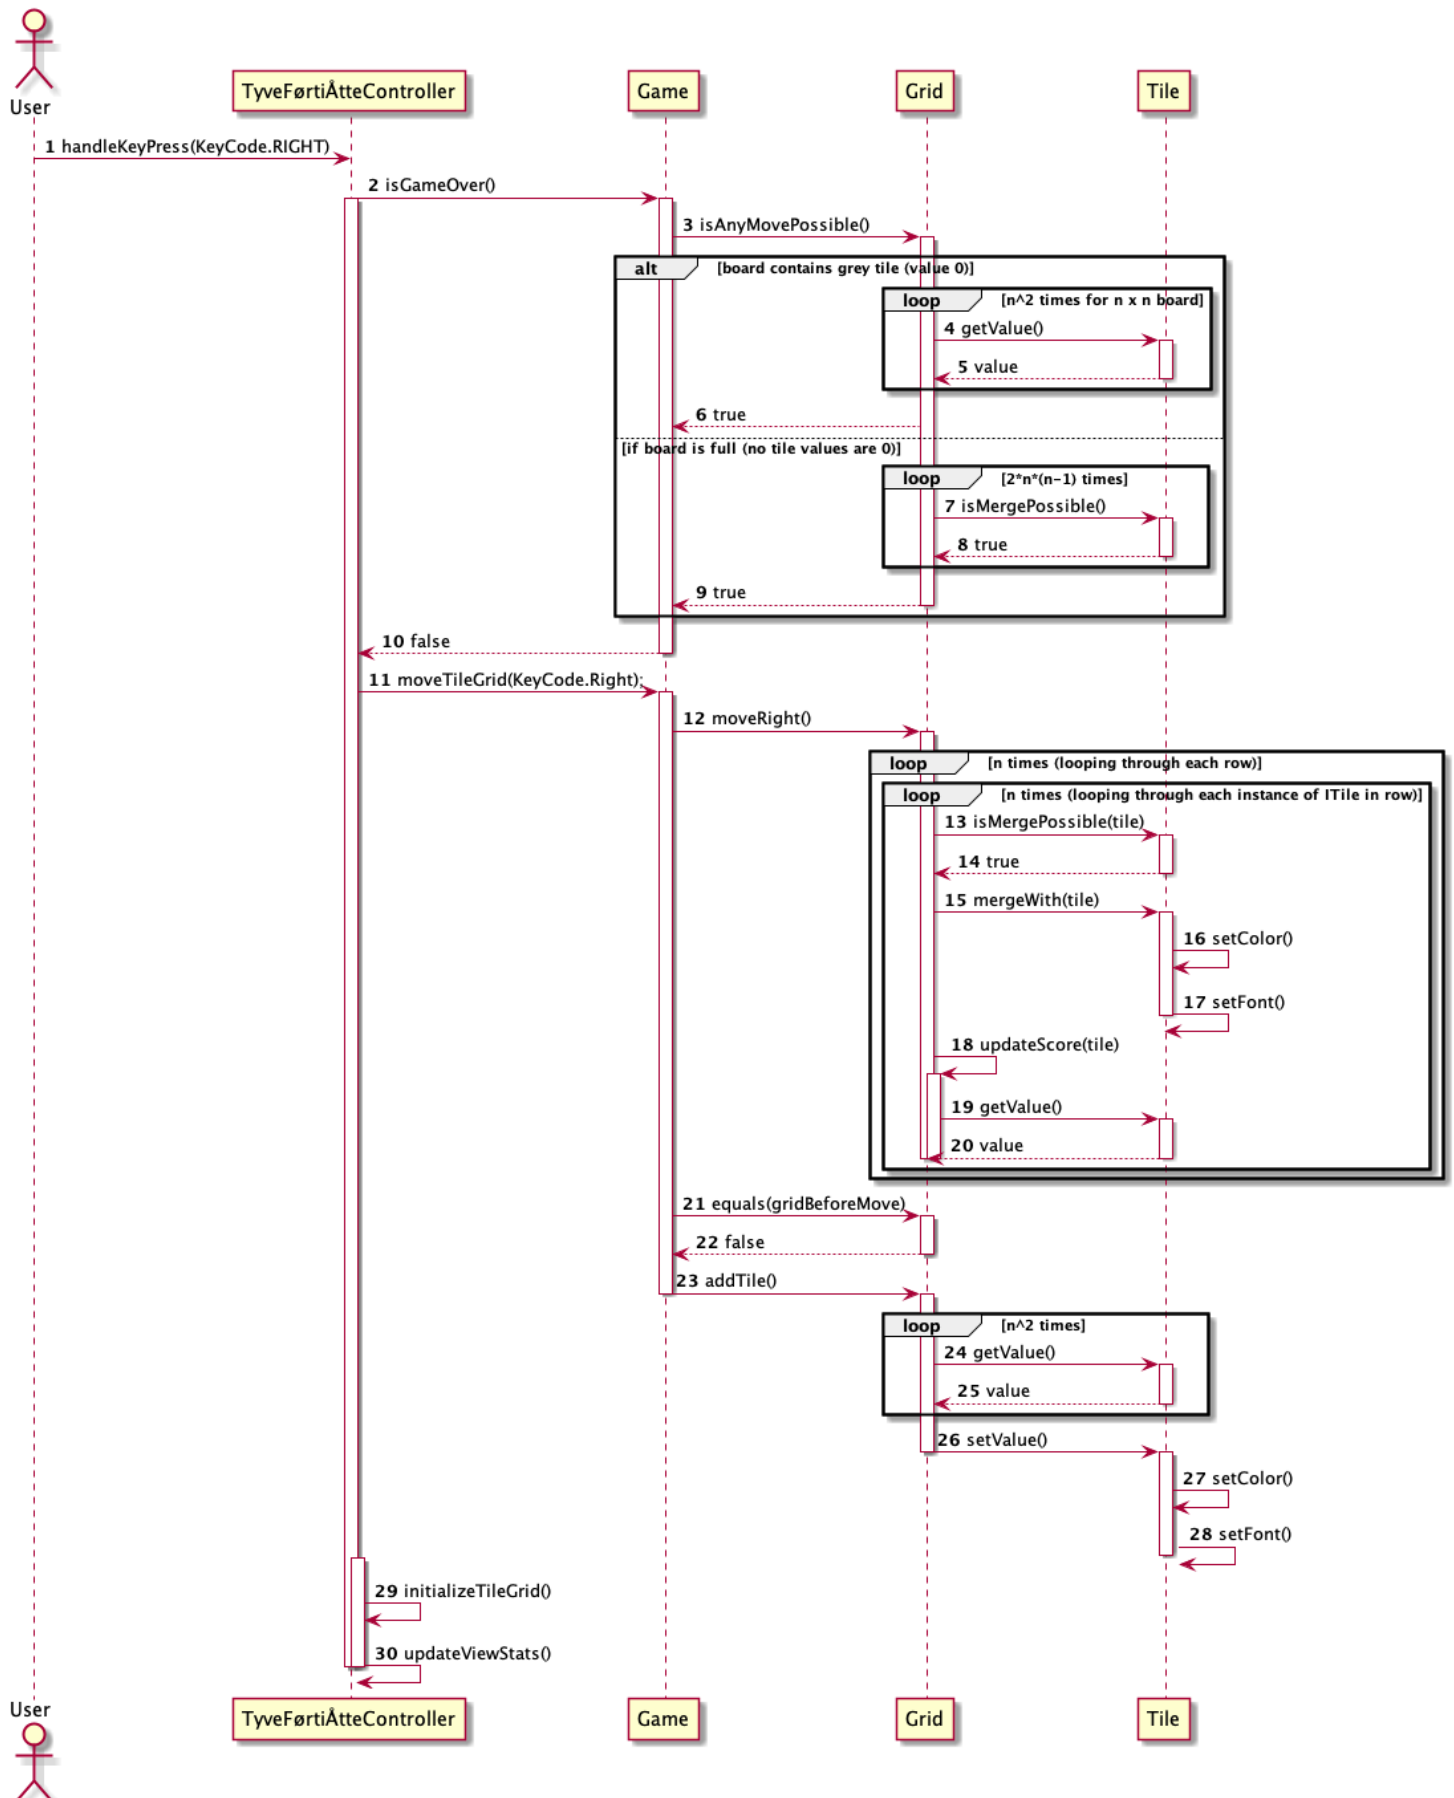 User
TyveFørtiÅtteController
Game
Grid
Tile
1 handleKeyPress(KeyCode.RIGHT)
2 isGameOver()
3 isAnyMovePossible()
alt [board contains grey tile (value 0)]
loop [n^2 times for n x n board]
4 getValue()
5 value
6 true
[if board is full (no tile values are 0)]
loop [2*n*(n-1) times]
7 isMergePossible()
8 true
9 true
10 false
11 moveTileGrid(KeyCode.Right);
12 moveRight()
loop [n times (looping through each row)]
loop [n times (looping through each instance of ITile in row)]
13 isMergePossible(tile)
14 true
15 mergeWith(tile)
16 setColor()
17 setFont()
18 updateScore(tile)
19 getValue()
20 value
21 equals(gridBeforeMove)
22 false
23 addTile()
loop [n^2 times]
24 getValue()
25 value
26 setValue()
27 setColor()
28 setFont()
29 initializeTileGrid()
30 updateViewStats()
User
TyveFørtiÅtteController
Game
Grid
Tile